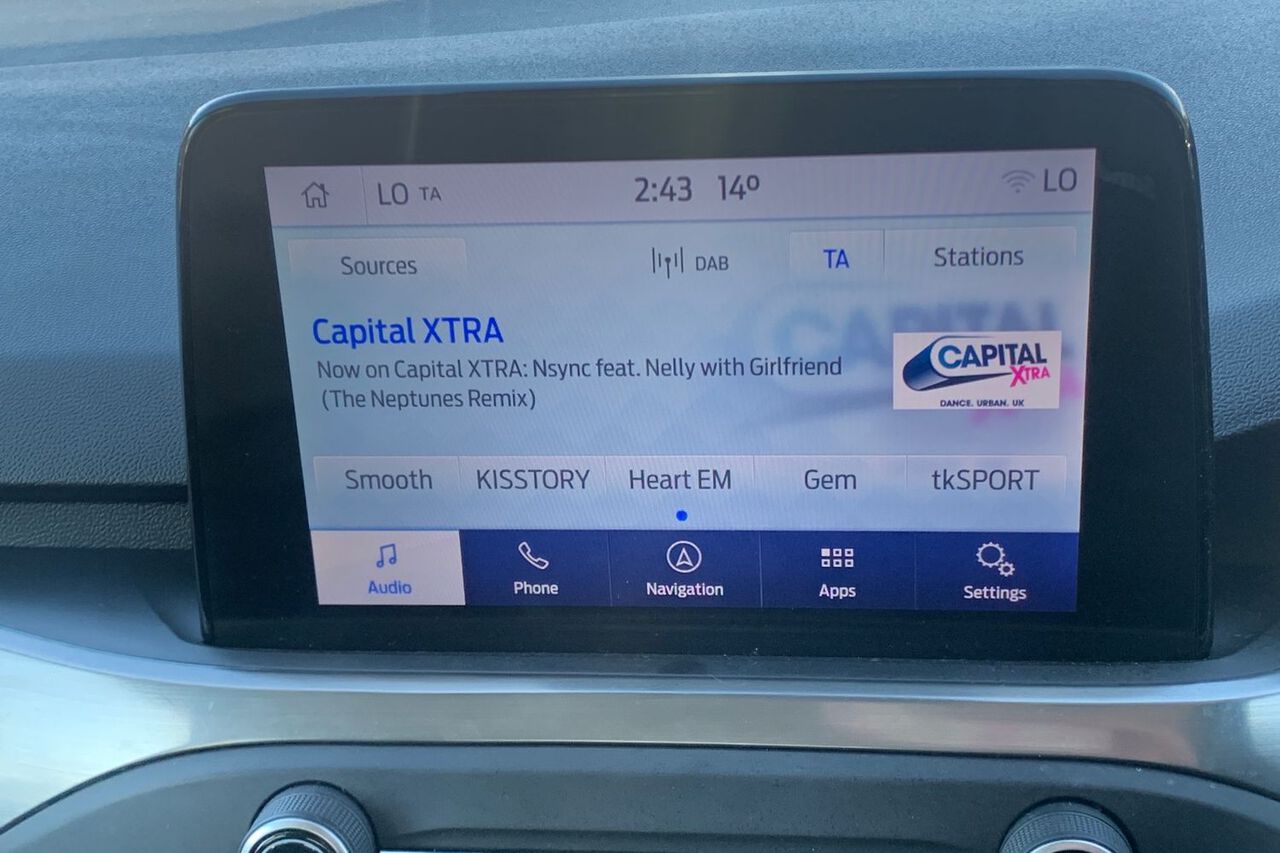 LO TA 2:43 14º LO
Sources DAB TA Stations
Capital XTRA
Now on Capital XTRA: Nsync feat. Nelly with Girlfriend
(The Neptunes Remix)
CAPITAL
XTRA
DANCE. URBAN. UK
Smooth KISSTORY Heart EM Gem tkSPORT
Audio Phone Navigation Apps Settings